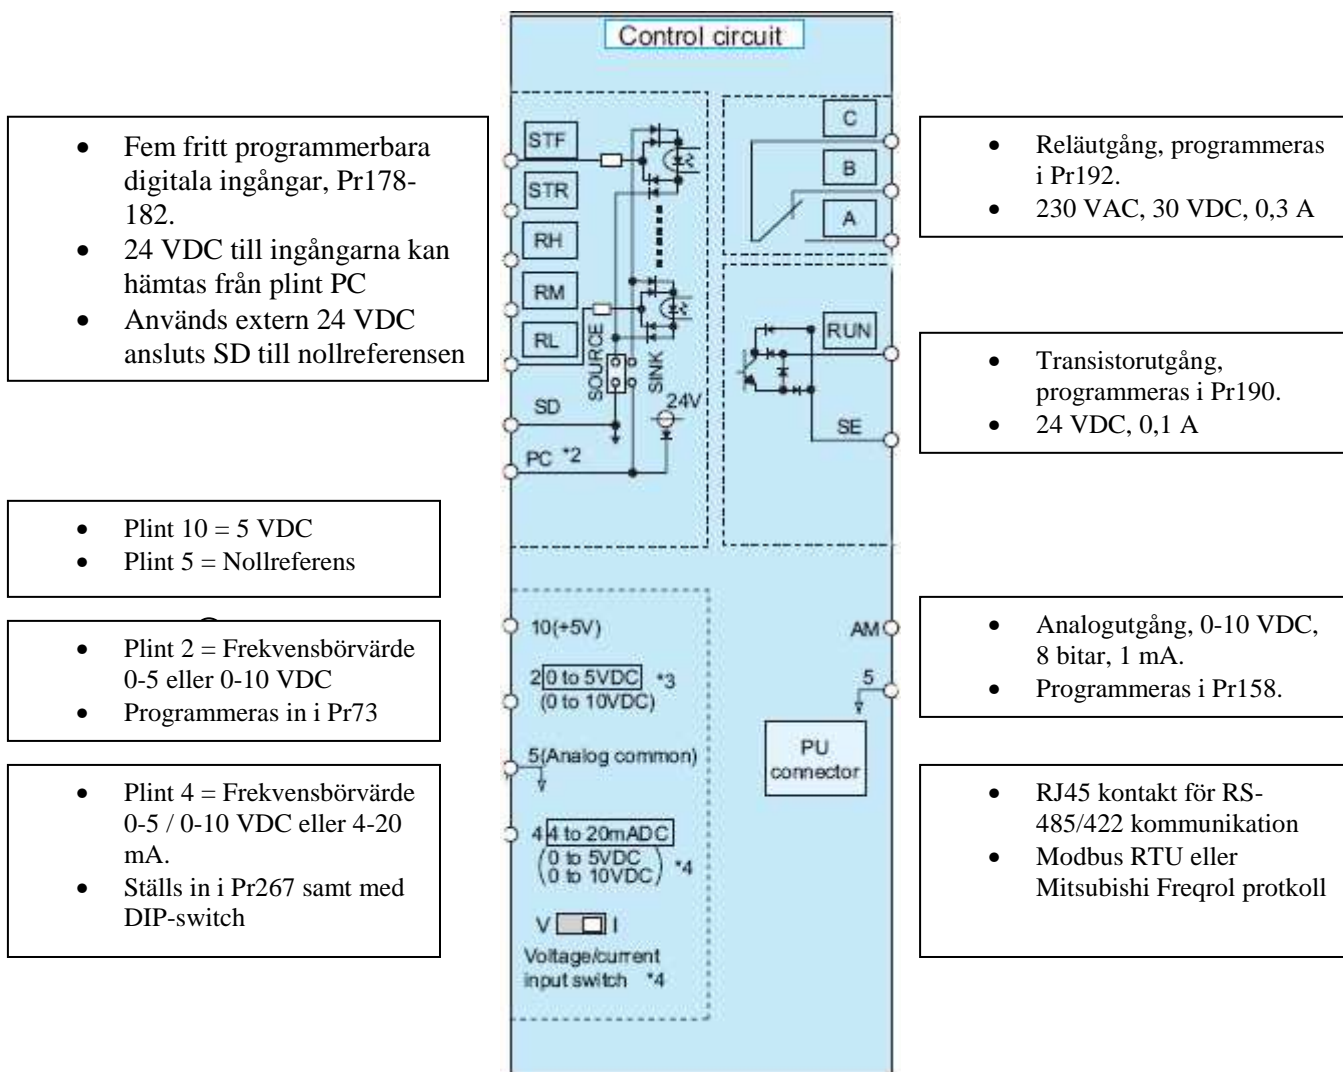 Control circuit
• Fem fritt programmerbara
digitala ingångar, Pr178-
182.
• 24 VDC till ingångarna kan
hämtas från plint PC
• Används extern 24 VDC
ansluts SD till nollreferensen
• Plint 10 = 5 VDC
• Plint 5 = Nollreferens
• Plint 2 = Frekvensbörvärde
0-5 eller 0-10 VDC
• Programmeras in i Pr73
• Plint 4 = Frekvensbörvärde
0-5 / 0-10 VDC eller 4-20
mA.
• Ställs in i Pr267 samt med
DIP-switch
STF
STR
RH
RM
RL
SOURCE
SINK
SD
24V
PC *2
10(+5V)
2 0 to 5VDC *3
(0 to 10VDC)
5(Analog common)
4 4 to 20mADC
(0 to 5VDC
0 to 10VDC) *4
V I
Voltage/current
input switch *4
C
B
A
RUN
SE
AM
5
PU
connector
• Reläutgång, programmeras
i Pr192.
• 230 VAC, 30 VDC, 0,3 A
• Transistorutgång,
programmeras i Pr190.
• 24 VDC, 0,1 A
• Analogutgång, 0-10 VDC,
8 bitar, 1 mA.
• Programmeras i Pr158.
• RJ45 kontakt för RS-
485/422 kommunikation
• Modbus RTU eller
Mitsubishi Freqrol protkoll